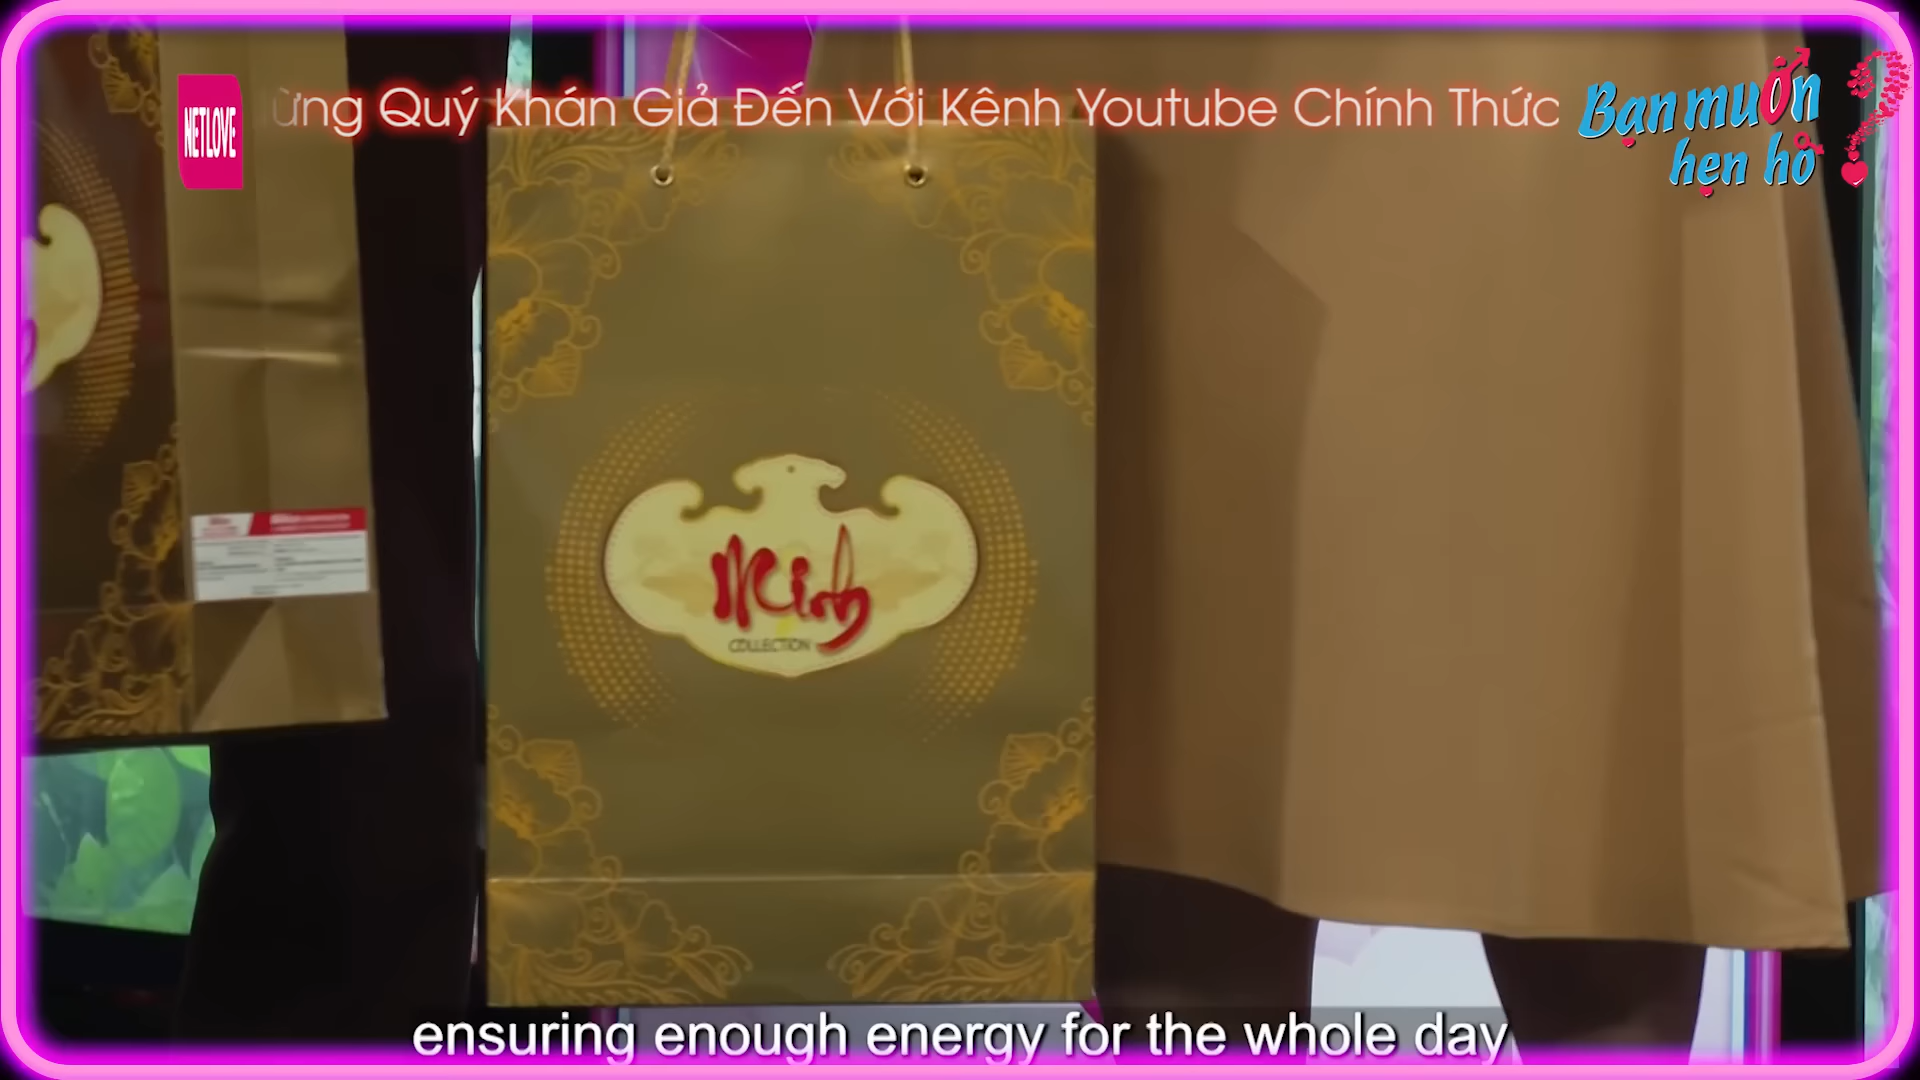 NETLOVE
ừng Quý Khán Giả Đến Với Kênh Youtube Chính Thức
Bạn muốn
hẹn hò
?
Minh
COLLECTION
ensuring enough energy for the whole day